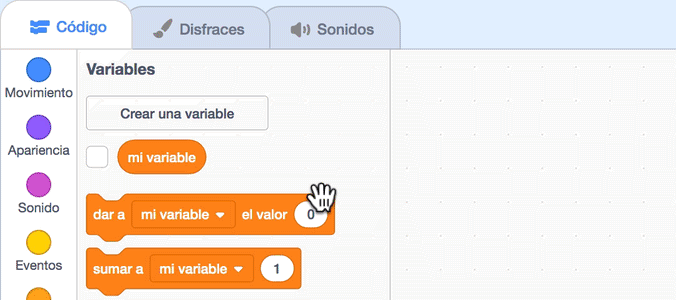 Código Disfraces Sonidos
Movimiento
Apariencia
Sonido
Eventos
Variables
Crear una variable
mi variable
dar a mi variable el valor 0
sumar a mi variable 1